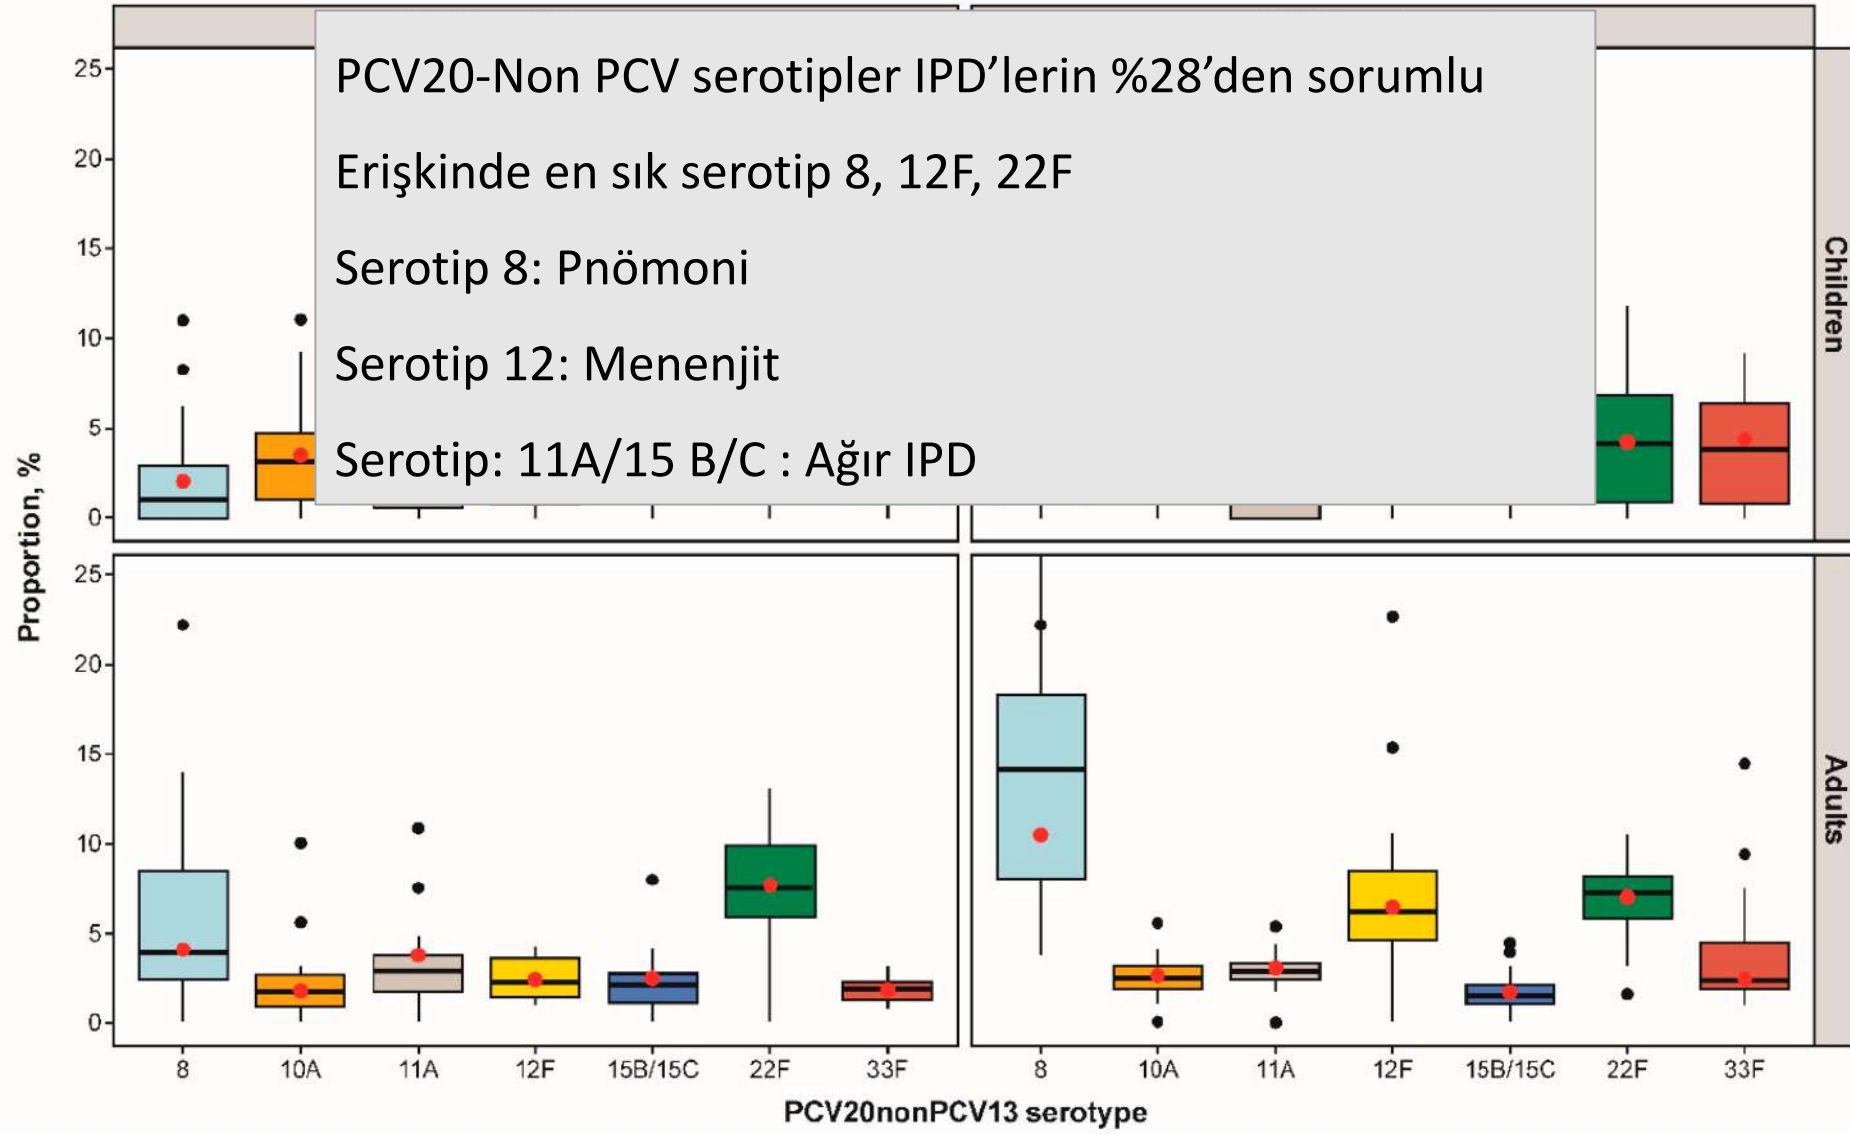 PCV20-Non PCV serotipler IPD’lerin %28’den sorumlu
Erişkinde en sık serotip 8, 12F, 22F
Serotip 8: Pnömoni
Serotip 12: Menenjit
Serotip: 11A/15 B/C : Ağır IPD
Proportion, %
25
20
15
10
5
0
Children
25
20
15
10
5
0
Adults
8 10A 11A 12F 15B/15C 22F 33F 8 10A 11A 12F 15B/15C 22F 33F
PCV20nonPCV13 serotype